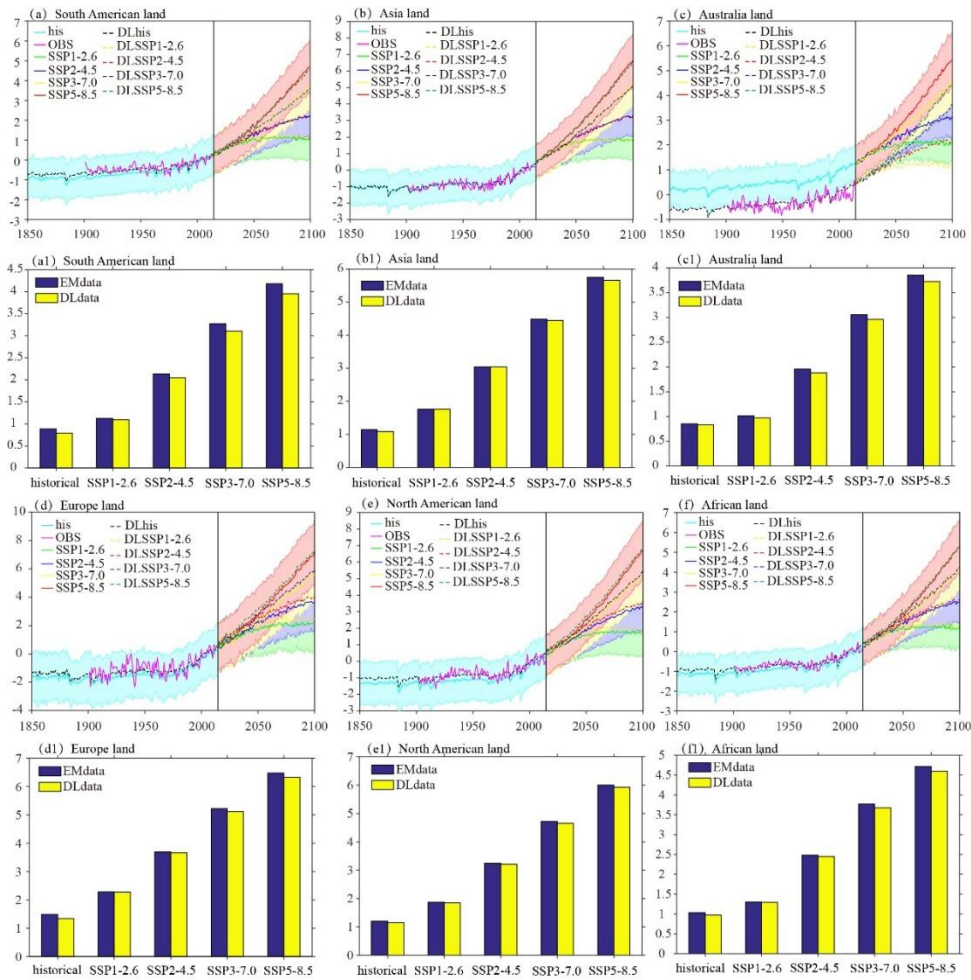 (a) South American land
7
6
5
4
3
2
1
0
-1
-2
-3
his
OBS
SSP1-2.6
SSP2-4.5
SSP3-7.0
SSP5-8.5
DLhis
DLSSP1-2.6
DLSSP2-4.5
DLSSP3-7.0
DLSSP5-8.5
1850 1900 1950 2000 2050 2100
(b) Asia land
9
8
7
6
5
4
3
2
1
0
-1
-2
-3
his
OBS
SSP1-2.6
SSP2-4.5
SSP3-7.0
SSP5-8.5
DLhis
DLSSP1-2.6
DLSSP2-4.5
DLSSP3-7.0
DLSSP5-8.5
1850 1900 1950 2000 2050 2100
(c) Australia land
7
6
5
4
3
2
1
0
-1
his
OBS
SSP1-2.6
SSP2-4.5
SSP3-7.0
SSP5-8.5
DLhis
DLSSP1-2.6
DLSSP2-4.5
DLSSP3-7.0
DLSSP5-8.5
1850 1900 1950 2000 2050 2100
(a1) South American land
4.5
4
3.5
3
2.5
2
1.5
1
0.5
0
EMdata
DLdata
historical SSP1-2.6 SSP2-4.5 SSP3-7.0 SSP5-8.5
(b1) Asia land
6
5
4
3
2
1
0
EMdata
DLdata
historical SSP1-2.6 SSP2-4.5 SSP3-7.0 SSP5-8.5
(c1) Australia land
4
3.5
3
2.5
2
1.5
1
0.5
0
EMdata
DLdata
historical SSP1-2.6 SSP2-4.5 SSP3-7.0 SSP5-8.5
(d) Europe land
10
8
6
4
2
0
-2
-4
his
OBS
SSP1-2.6
SSP2-4.5
SSP3-7.0
SSP5-8.5
DLhis
DLSSP1-2.6
DLSSP2-4.5
DLSSP3-7.0
DLSSP5-8.5
1850 1900 1950 2000 2050 2100
(e) North American land
10
9
8
7
6
5
4
3
2
1
0
-1
-2
-3
his
OBS
SSP1-2.6
SSP2-4.5
SSP3-7.0
SSP5-8.5
DLhis
DLSSP1-2.6
DLSSP2-4.5
DLSSP3-7.0
DLSSP5-8.5
1850 1900 1950 2000 2050 2100
(f) African land
7
6
5
4
3
2
1
0
-1
-2
-3
his
OBS
SSP1-2.6
SSP2-4.5
SSP3-7.0
SSP5-8.5
DLhis
DLSSP1-2.6
DLSSP2-4.5
DLSSP3-7.0
DLSSP5-8.5
1850 1900 1950 2000 2050 2100
(d1) Europe land
7
6
5
4
3
2
1
0
EMdata
DLdata
historical SSP1-2.6 SSP2-4.5 SSP3-7.0 SSP5-8.5
(e1) North American land
7
6
5
4
3
2
1
0
EMdata
DLdata
historical SSP1-2.6 SSP2-4.5 SSP3-7.0 SSP5-8.5
(f1) African land
5
4.5
4
3.5
3
2.5
2
1.5
1
0.5
0
EMdata
DLdata
historical SSP1-2.6 SSP2-4.5 SSP3-7.0 SSP5-8.5